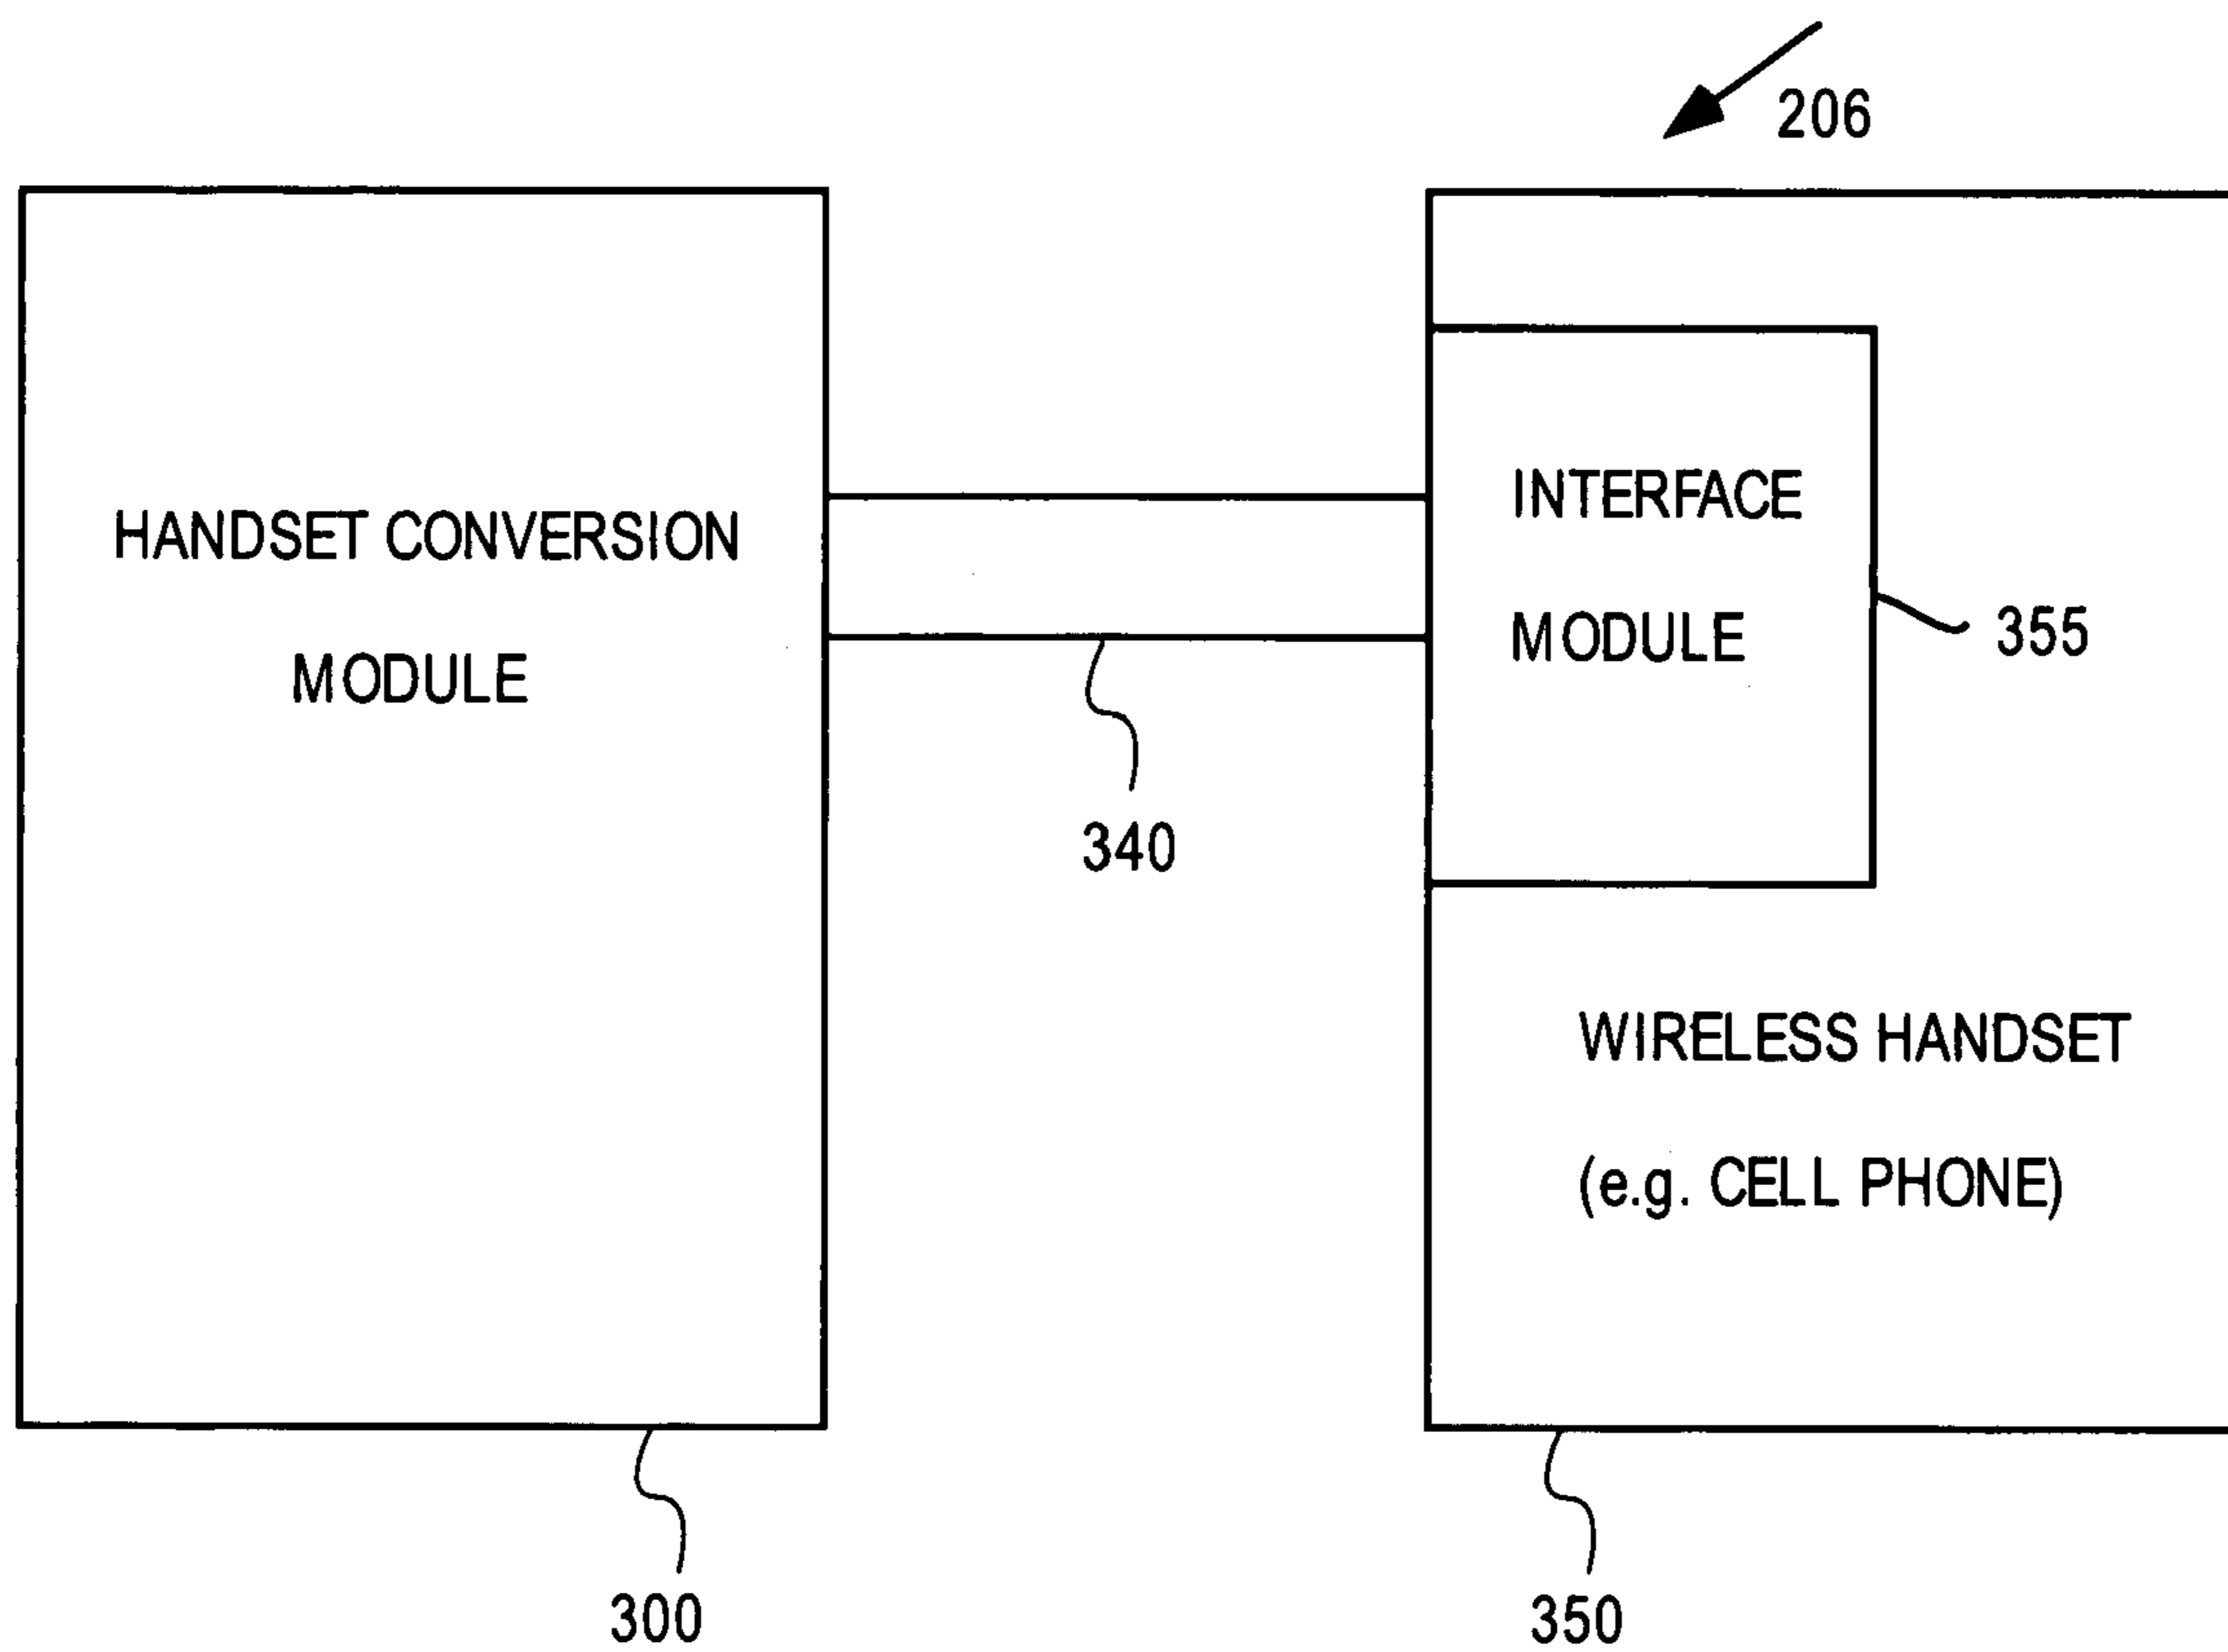 206
HANDSET CONVERSION
MODULE
INTERFACE
MODULE
355
340
WIRELESS HANDSET
(e.g. CELL PHONE)
300
350